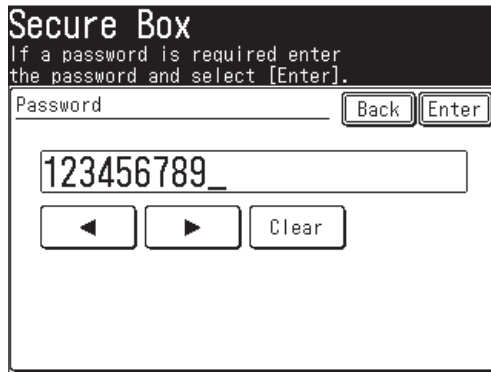 Secure Box
If a password is required enter
the password and select [Enter].
Password
Back Enter
123456789_
◄ ► Clear